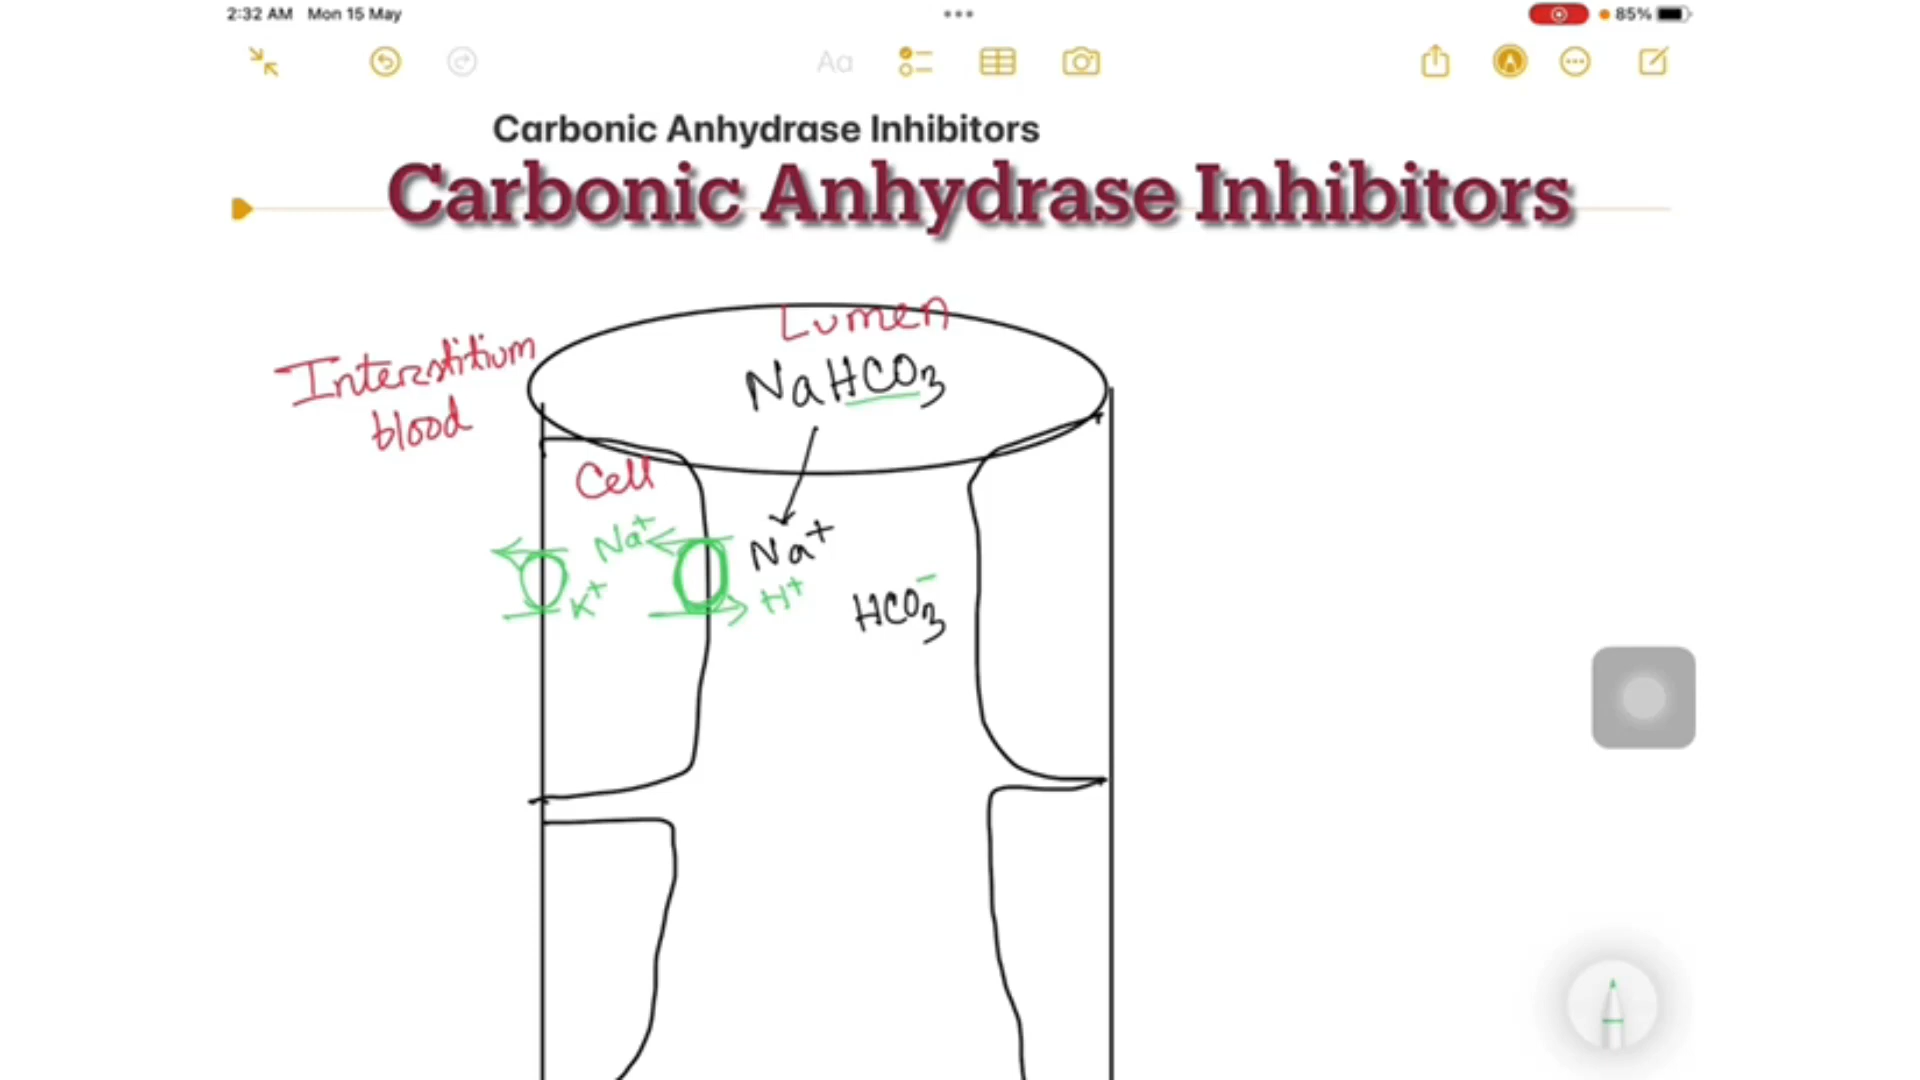 2:32 AM Mon 15 May
85%
Aa
Carbonic Anhydrase Inhibitors
Carbonic Anhydrase Inhibitors
Lumen
Interstitium
blood
NaHCO3
Cell
Na+
Na+
K+
H+
HCO3-